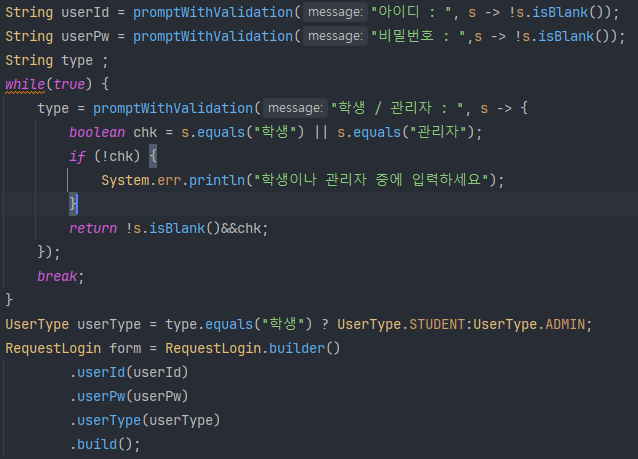 String userId = promptWithValidation( message: "아이디 : ", s -> !s.isBlank());
String userPw = promptWithValidation( message: "비밀번호 : ",s -> !s.isBlank());
String type ;
while(true) {
    type = promptWithValidation( message: "학생 / 관리자 : ", s -> {
        boolean chk = s.equals("학생") || s.equals("관리자");
        if (!chk) {
            System.err.println("학생이나 관리자 중에 입력하세요");
        }
        return !s.isBlank()&&chk;
    });
    break;
}
UserType userType = type.equals("학생") ? UserType.STUDENT:UserType.ADMIN;
RequestLogin form = RequestLogin.builder()
        .userId(userId)
        .userPw(userPw)
        .userType(userType)
        .build();